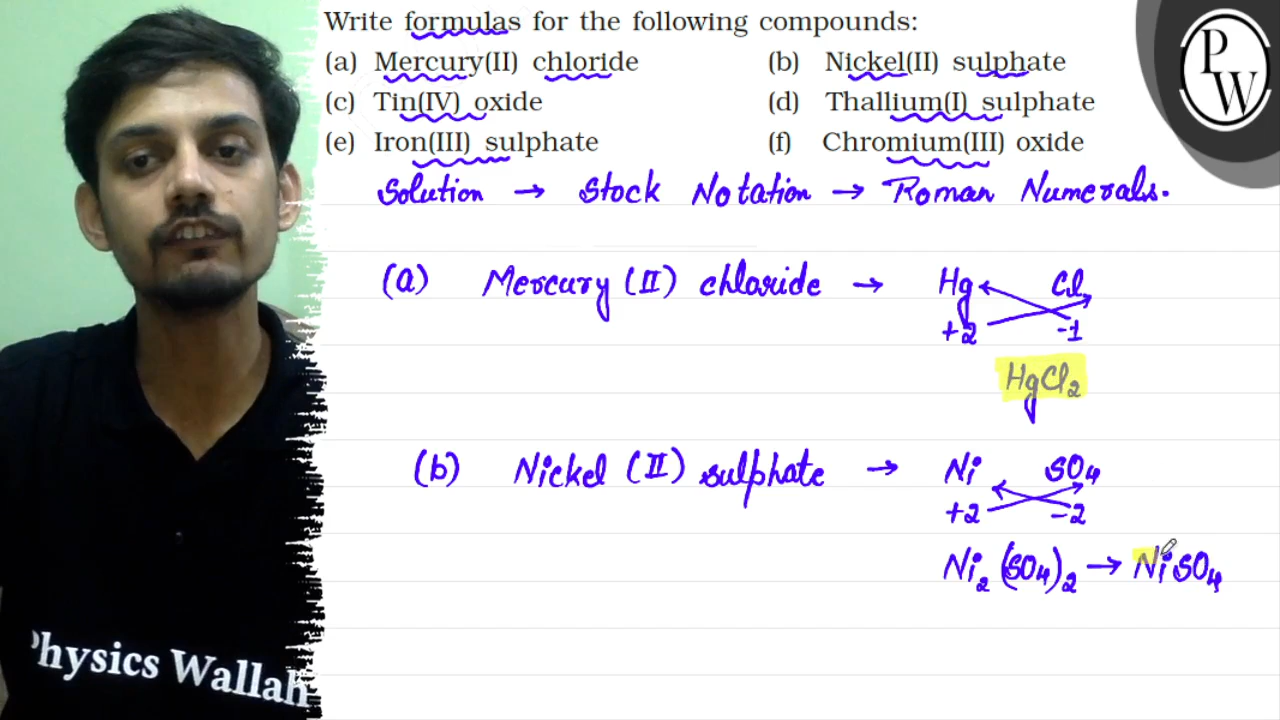 Write formulas for the following compounds:
(a) Mercury(II) chloride (b) Nickel(II) sulphate
(c) Tin(IV) oxide (d) Thallium(I) sulphate
(e) Iron(III) sulphate (f) Chromium(III) oxide
PW
Solution → Stock Notation → Roman Numerals.
(a) Mercury (II) chloride → Hg Cl
+2 -1
HgCl₂
(b) Nickel (II) sulphate → Ni SO₄
+2 -2
Ni₂ (SO₄)₂ → NiSO₄
Physics Wallah